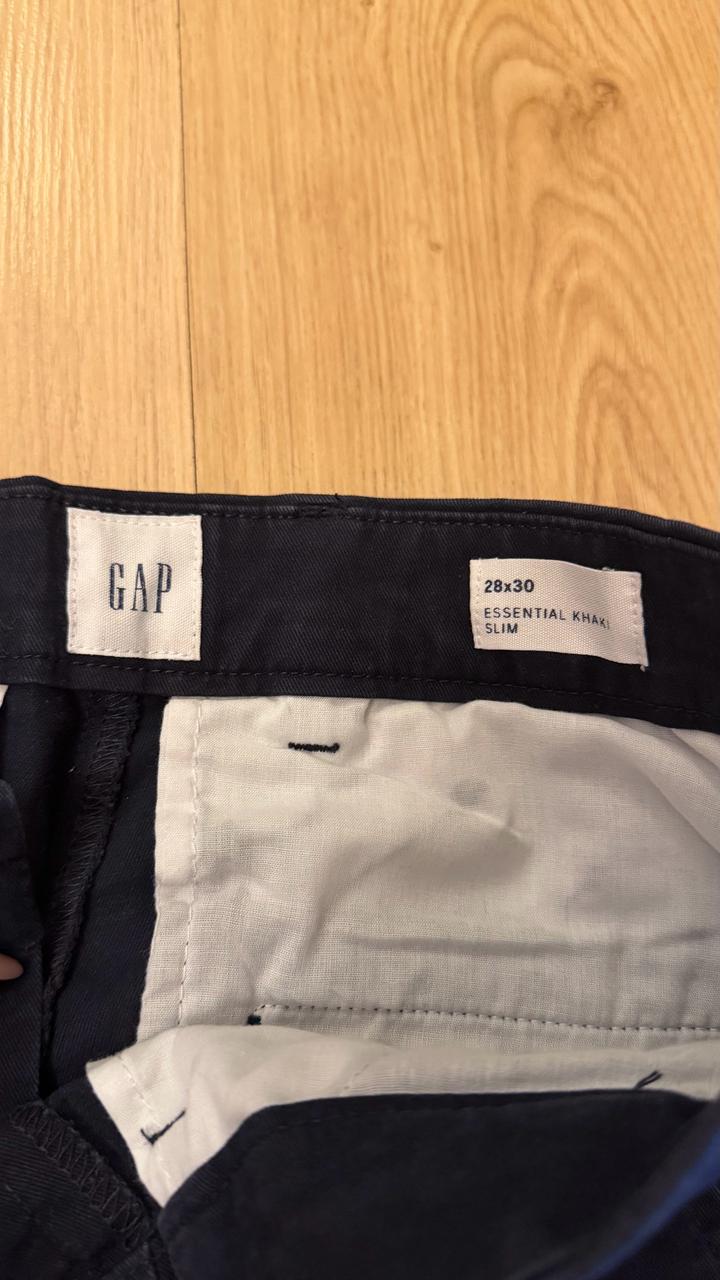 GAP
28x30
ESSENTIAL KHAKI
SLIM